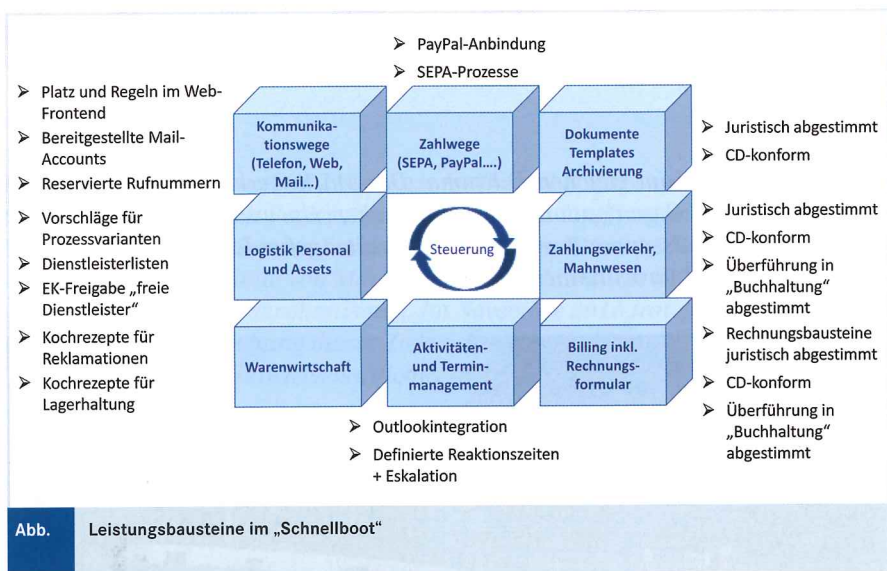 ➤ PayPal-Anbindung
➤ SEPA-Prozesse
➤ Platz und Regeln im Web-
Frontend
➤ Bereitgestellte Mail-
Accounts
➤ Reservierte Rufnummern
Kommunika-
tionswege
(Telefon, Web,
Mail...)
Zahlwege
(SEPA, PayPal....)
Dokumente
Templates
Archivierung
➤ Juristisch abgestimmt
➤ CD-konform
➤ Vorschläge für
Prozessvarianten
➤ Dienstleisterlisten
➤ EK-Freigabe „freie
Dienstleister“
Logistik Personal
und Assets
Steuerung
Zahlungsverkehr,
Mahnwesen
➤ Juristisch abgestimmt
➤ CD-konform
➤ Überführung in
„Buchhaltung“
abgestimmt
➤ Kochrezepte für
Reklamationen
➤ Kochrezepte für
Lagerhaltung
Warenwirtschaft
Aktivitäten-
und Termin-
management
Billing inkl.
Rechnungs-
formular
➤ Rechnungsbausteine
juristisch abgestimmt
➤ CD-konform
➤ Überführung in
„Buchhaltung“
abgestimmt
➤ Outlookintegration
➤ Definierte Reaktionszeiten
+ Eskalation
Abb. Leistungsbausteine im „Schnellboot“